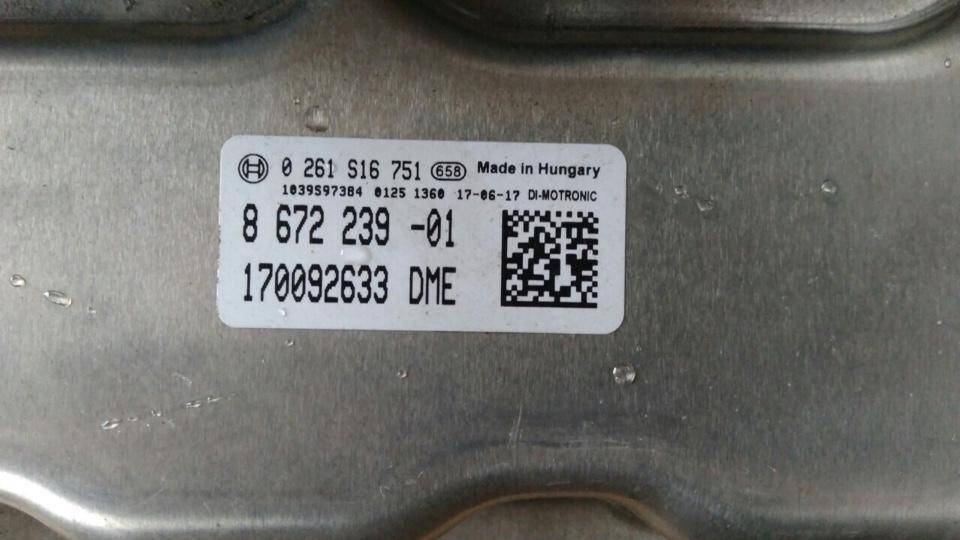 0 261 S16 751 658 Made in Hungary
1039S97384 0125 1360 17-06-17 DI-MOTRONIC
8 672 239 -01
170092633 DME